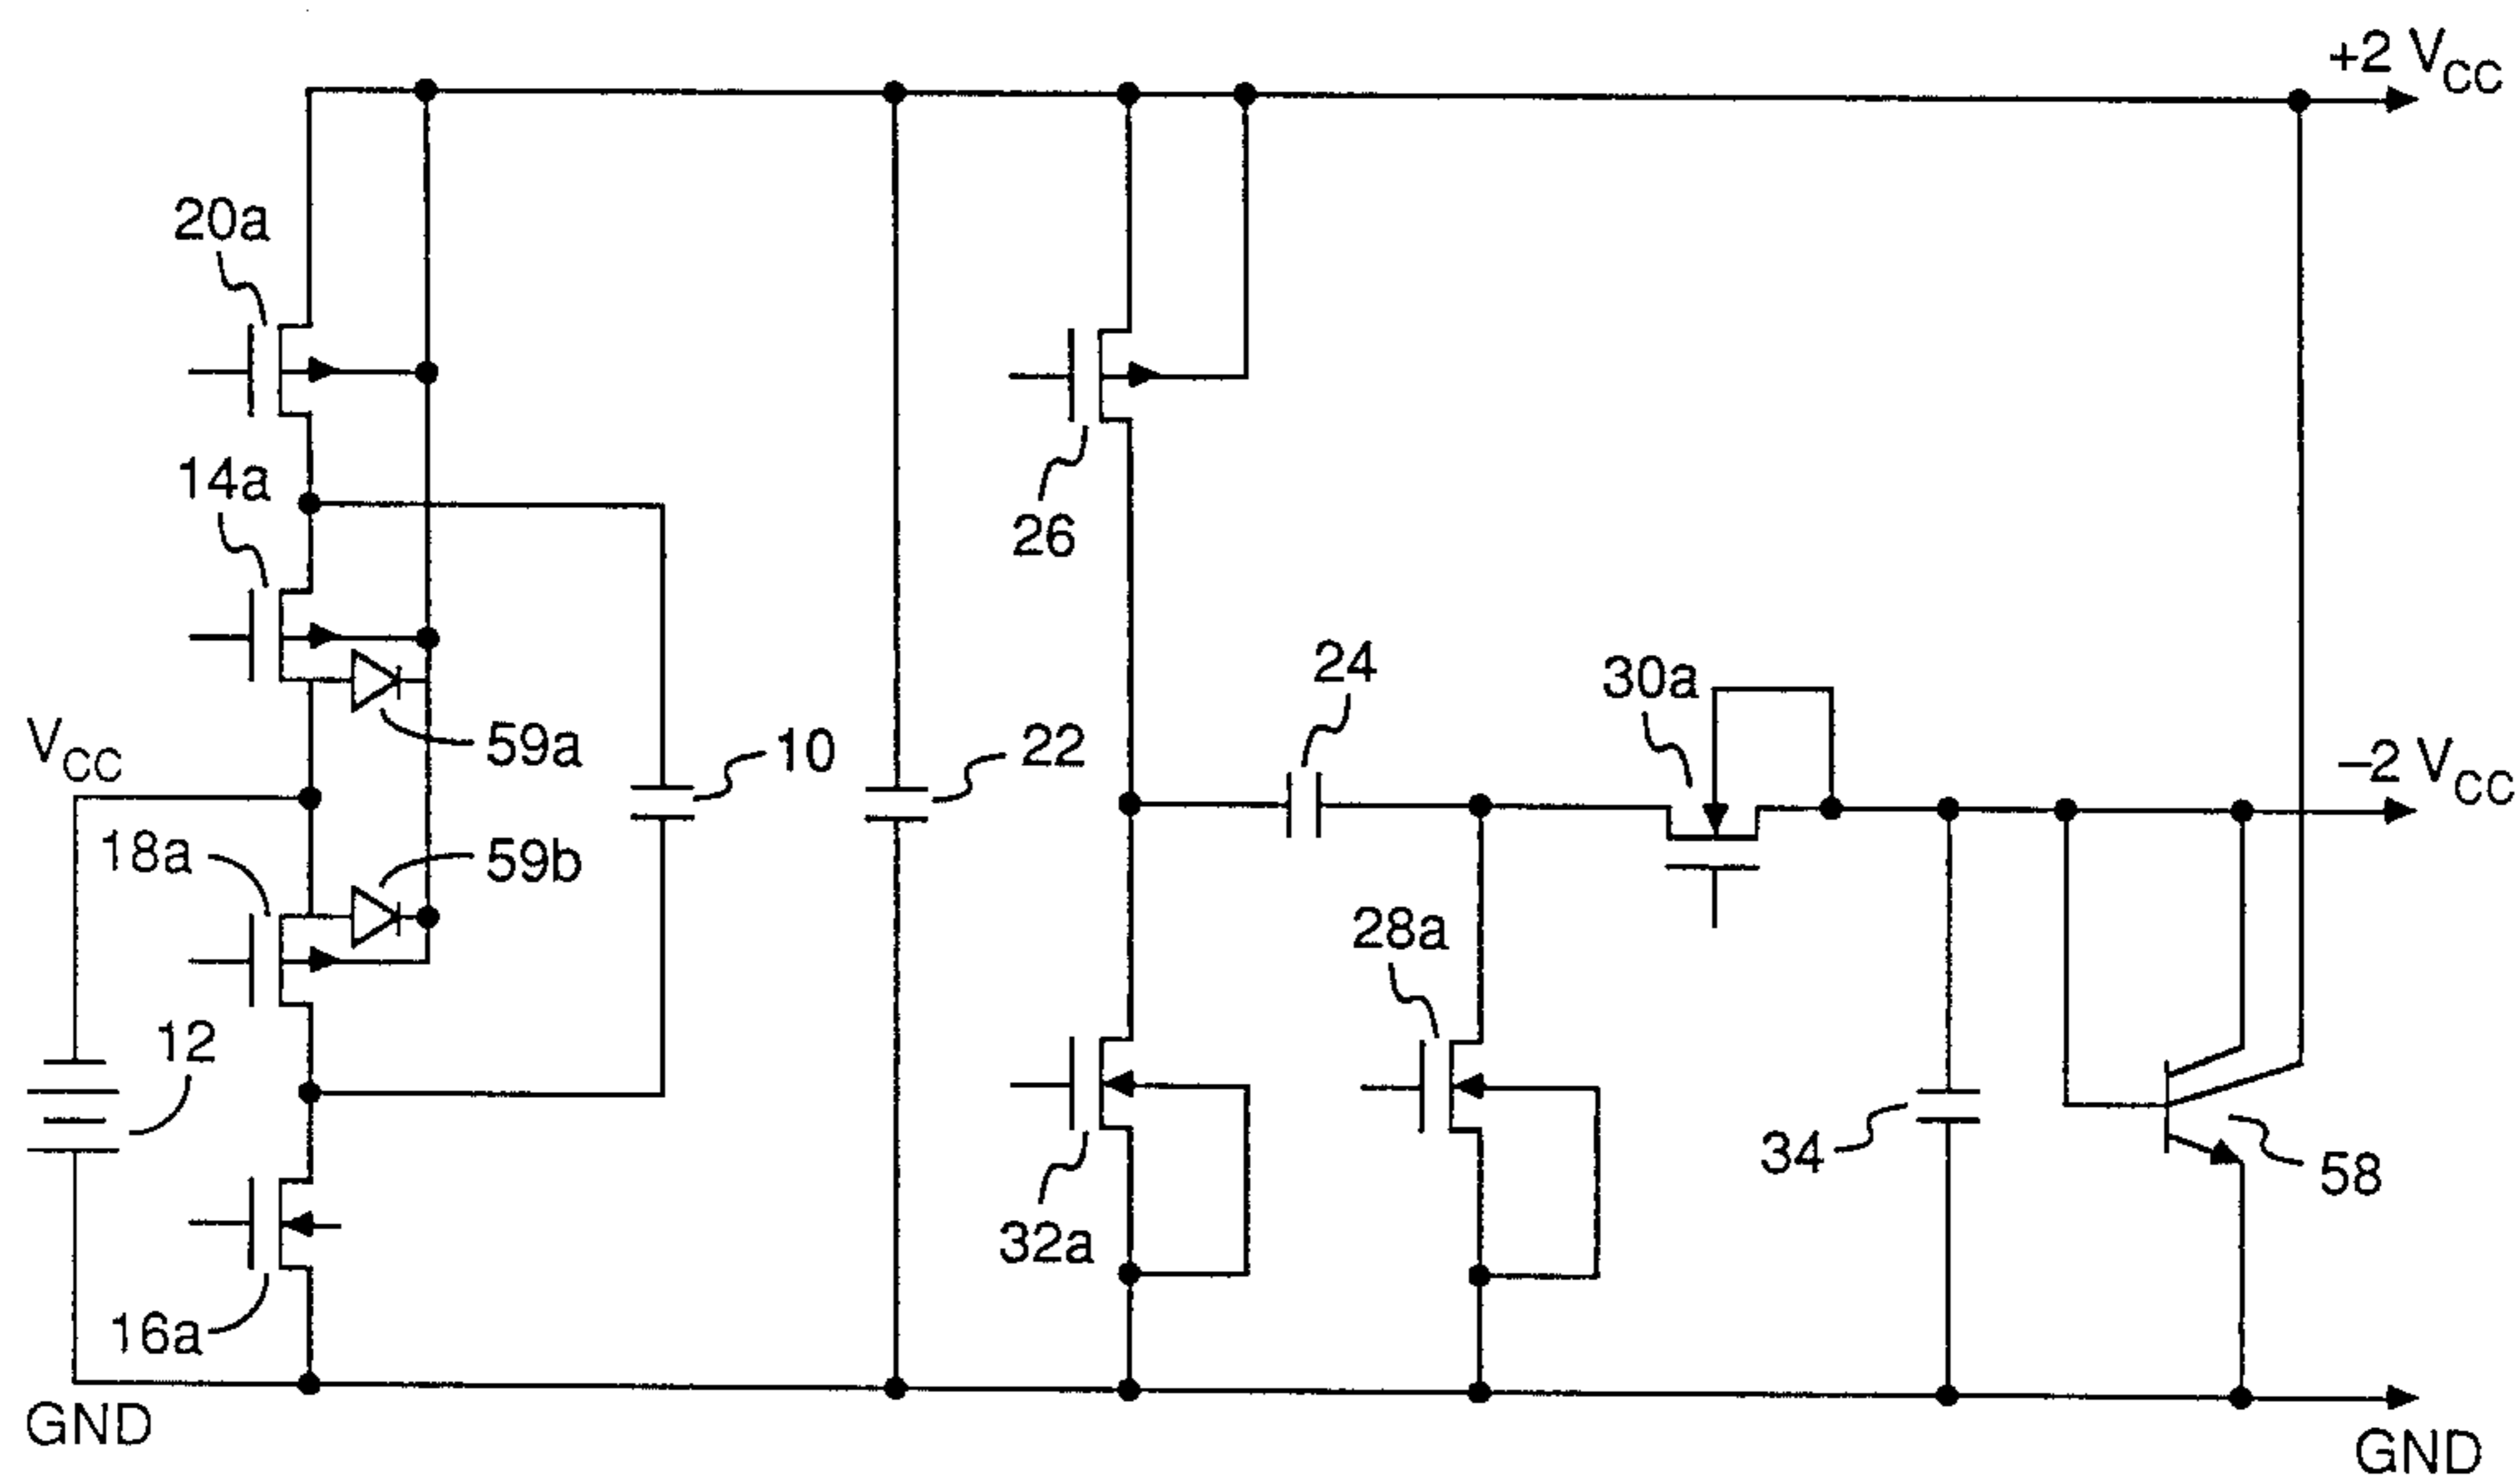 +2 VCC
20a
14a
26
24
30a
VCC
59a
10
22
−2 VCC
18a
59b
28a
12
34
58
32a
16a
GND
GND